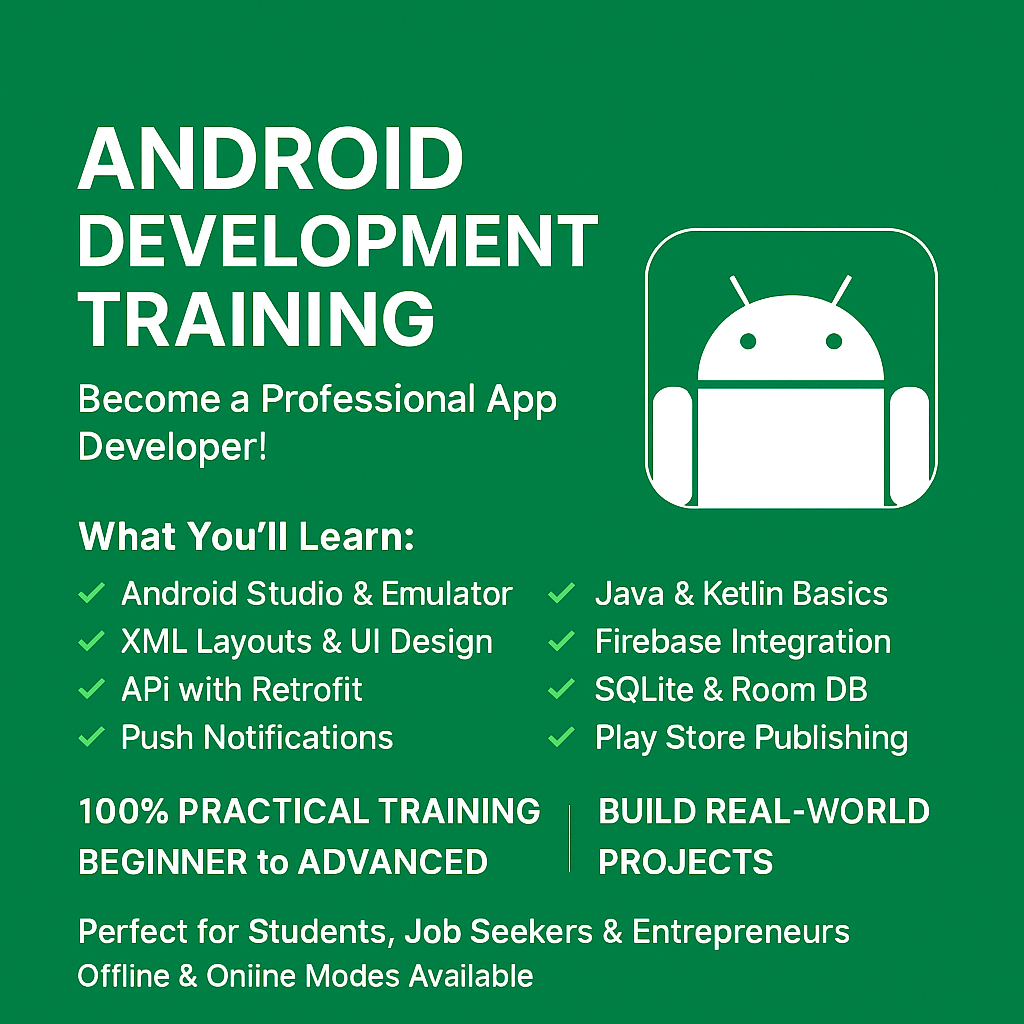 ANDROID
DEVELOPMENT
TRAINING
Become a Professional App
Developer!
What You’ll Learn:
Android Studio & Emulator
Java & Ketlin Basics
XML Layouts & UI Design
Firebase Integration
APi with Retrofit
SQLite & Room DB
Push Notifications
Play Store Publishing
100% PRACTICAL TRAINING
BEGINNER to ADVANCED
BUILD REAL-WORLD
PROJECTS
Perfect for Students, Job Seekers & Entrepreneurs
Offline & Oniine Modes Available